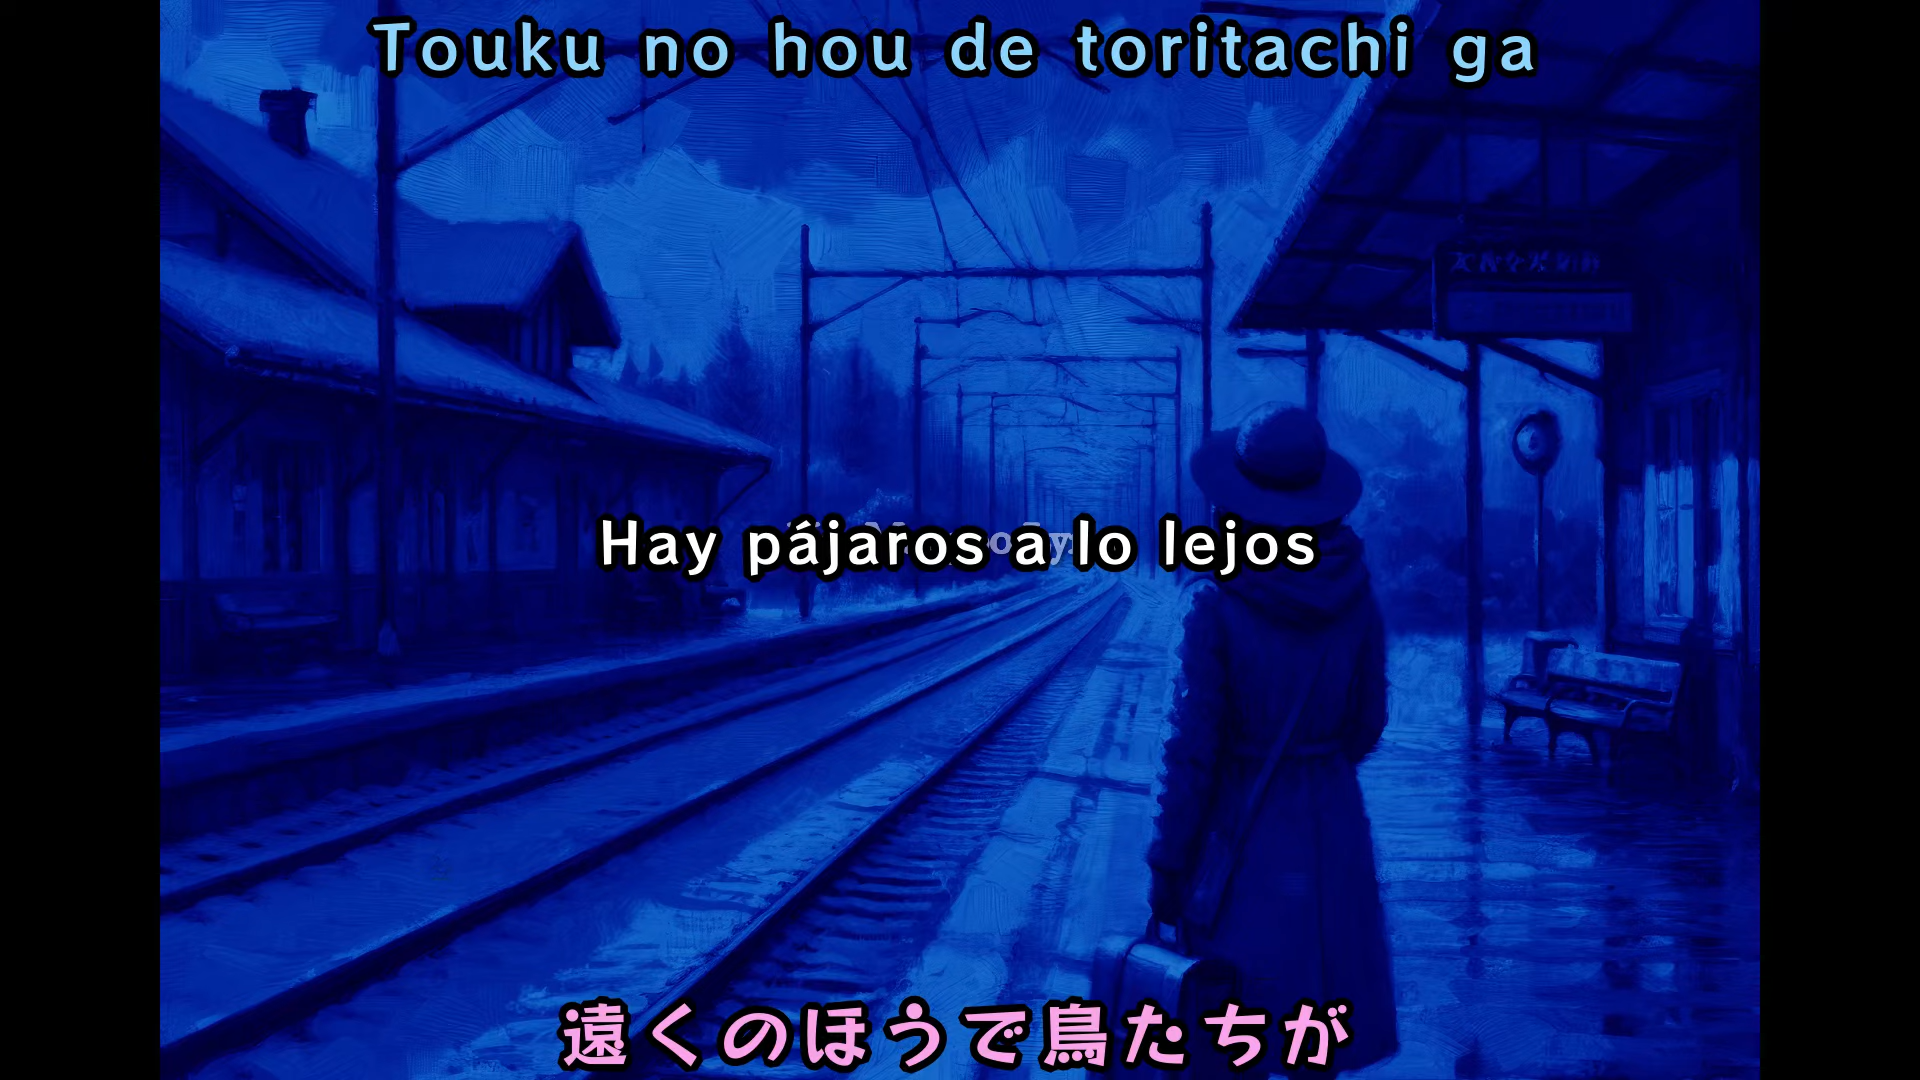 Touku no hou de toritachi ga
Hay pájaros a lo lejos
遠くのほうで鳥たちが